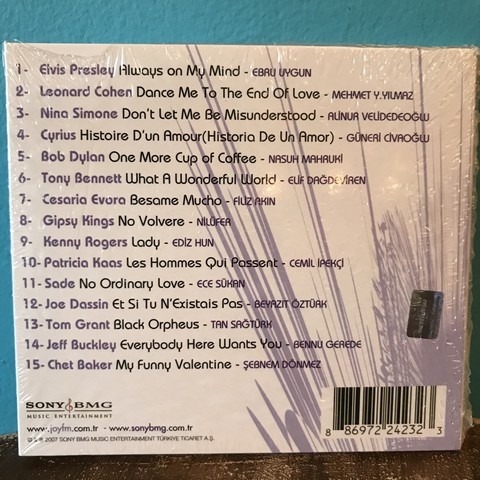 1- Elvis Presley Always on My Mind - EBRU UYGUN
2- Leonard Cohen Dance Me To The End Of Love - MEHMET Y.YILMAZ
3- Nina Simone Don't Let Me Be Misunderstood - ALİNUR VELİDEDEOĞLU
4- Cyrius Histoire D'un Amour(Historia De Un Amor) - GÜNERİ CİVAOĞLU
5- Bob Dylan One More Cup of Coffee - NASUH MAHRUKİ
6- Tony Bennett What A Wonderful World - ELİF DAĞDEVİREN
7- Cesaria Evora Besame Mucho - FİLİZ AKIN
8- Gipsy Kings No Volvere - NİLÜFER
9- Kenny Rogers Lady - EDİZ HUN
10- Patricia Kaas Les Hommes Qui Passent - CEMİL İPEKÇİ
11- Sade No Ordinary Love - ECE SÜKAN
12- Joe Dassin Et Si Tu N'Existais Pas - BEYAZIT ÖZTÜRK
13- Tom Grant Black Orpheus - TAN SAĞTÜRK
14- Jeff Buckley Everybody Here Wants You - BENNU GEREDE
15- Chet Baker My Funny Valentine - ŞEBNEM DÖNMEZ
SONY BMG
MUSIC ENTERTAINMENT
www.joyfm.com.tr - www.sonybmg.com.tr
2007 SONY BMG MUSIC ENTERTAINMENT TÜRKİYE TİCARET A.Ş.
8 86972 24232 3